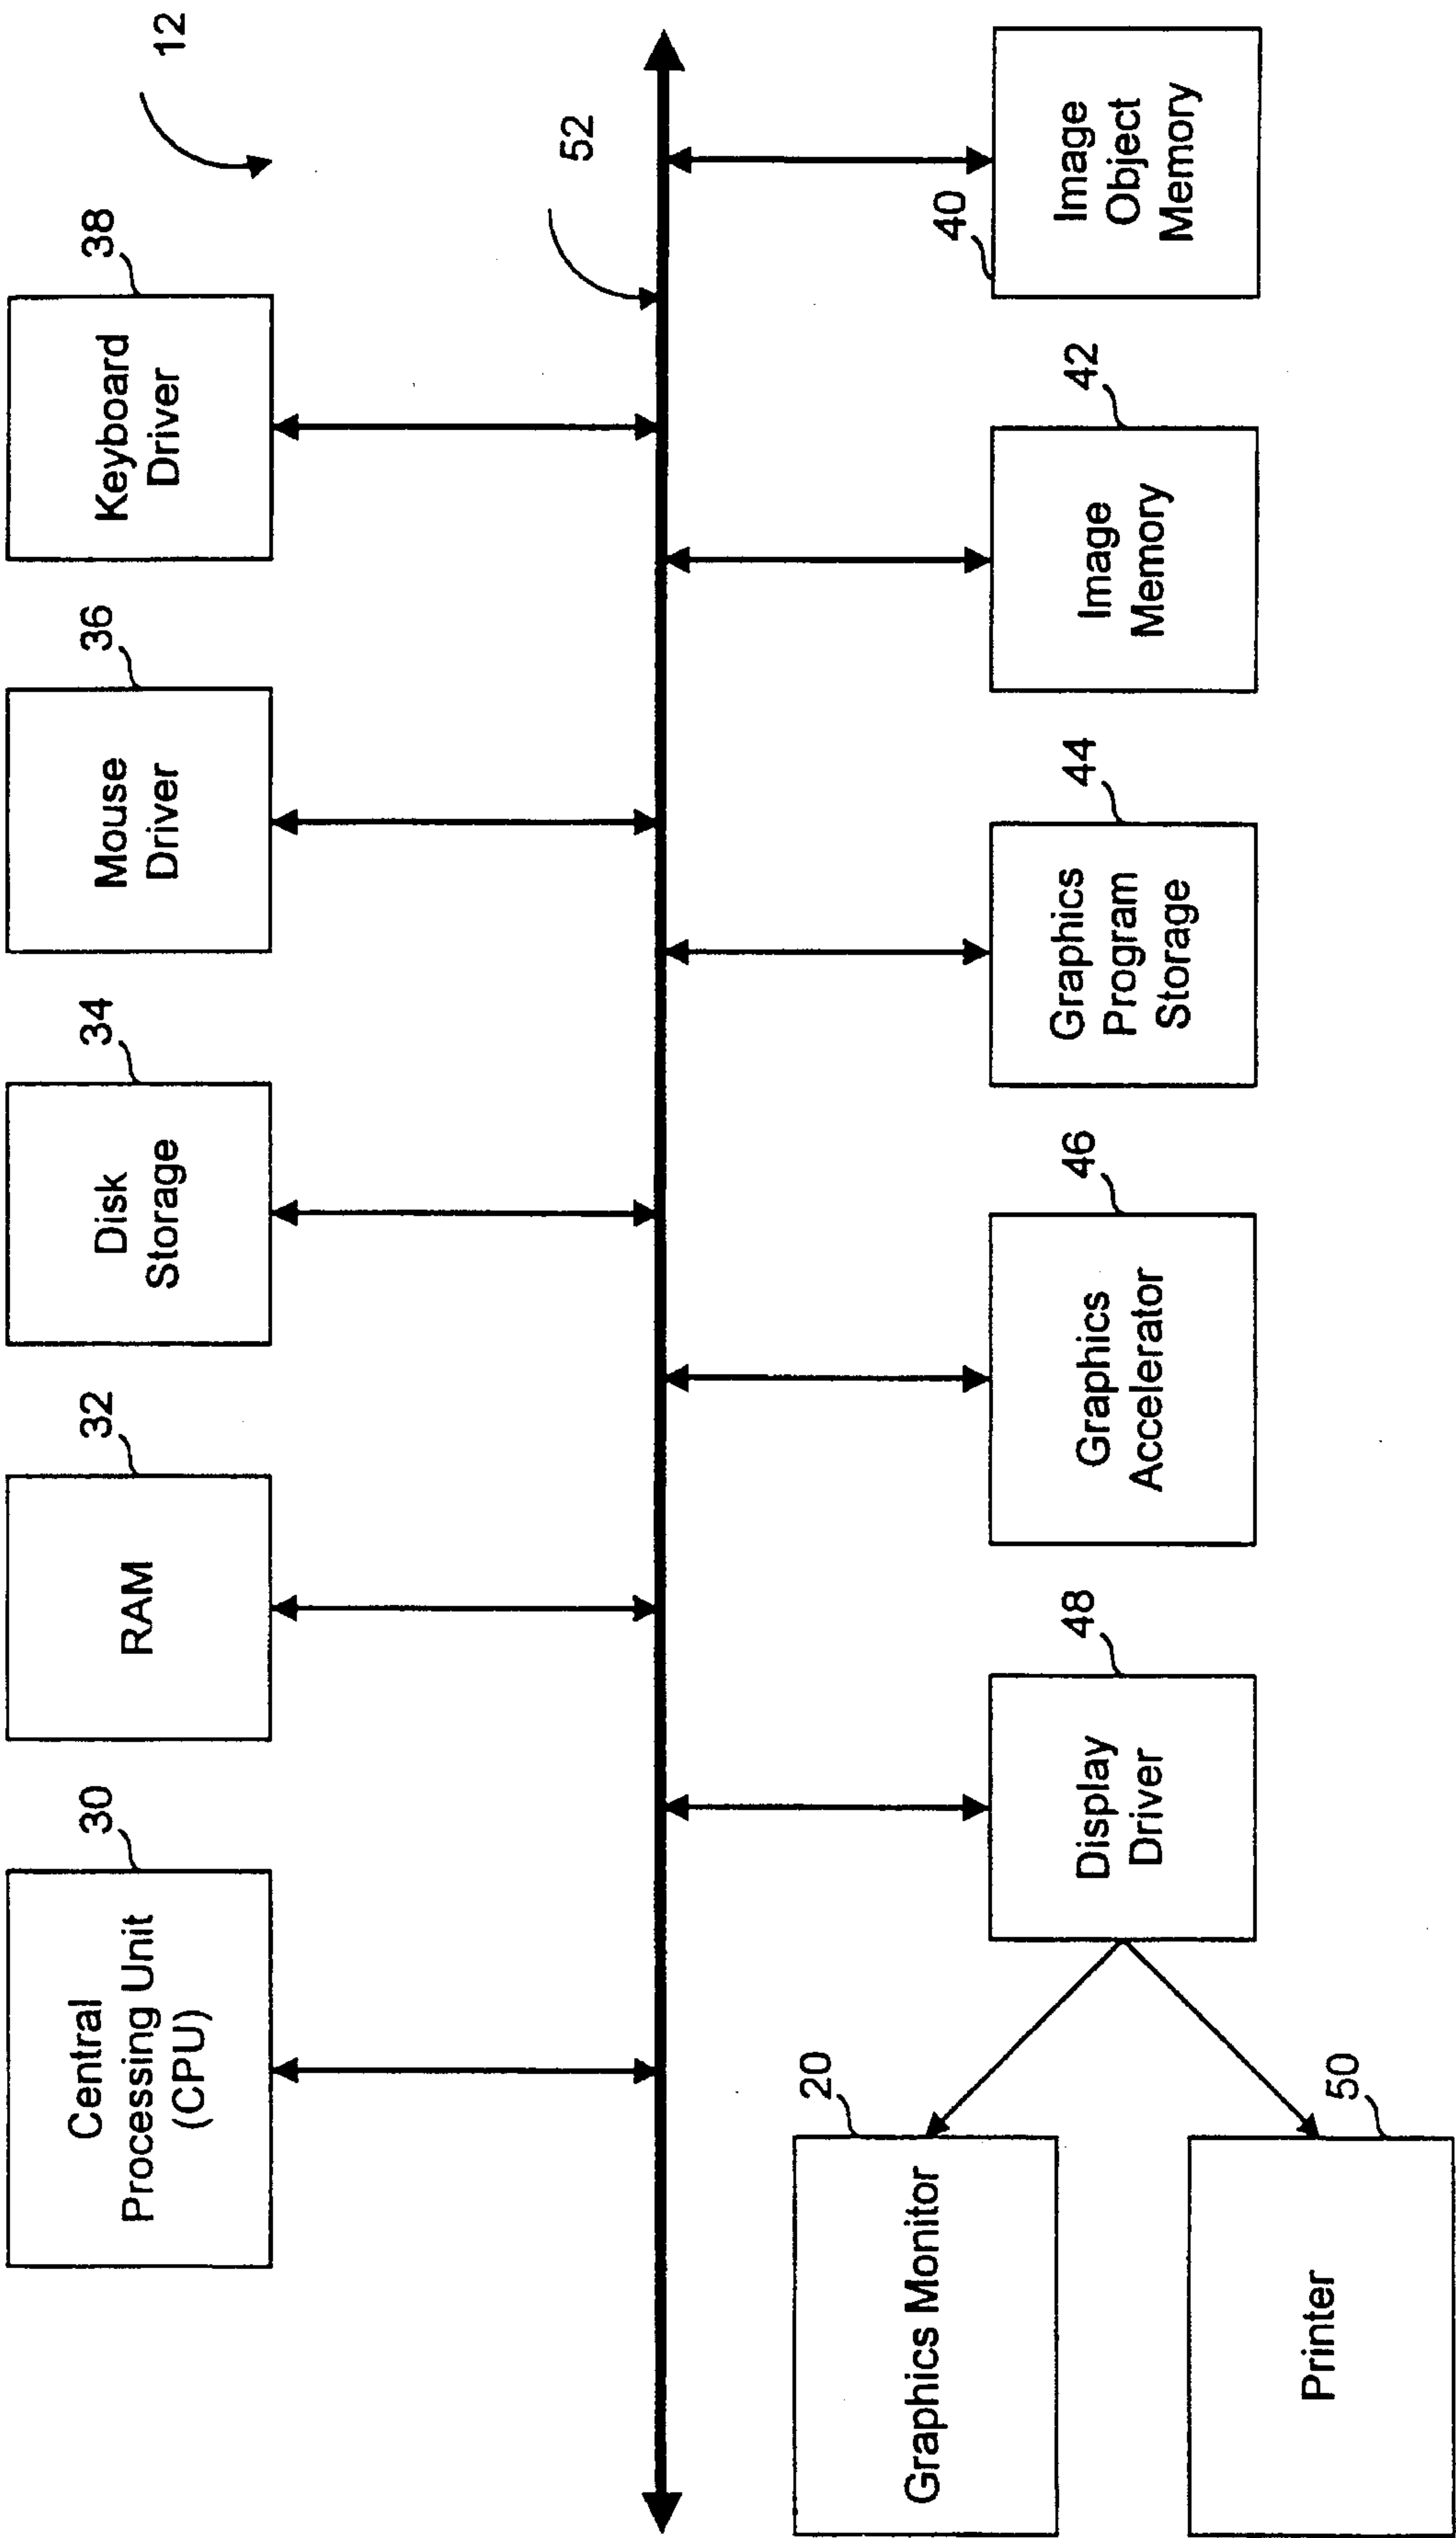 12
30
Central
Processing Unit
(CPU)
32
RAM
34
Disk
Storage
36
Mouse
Driver
38
Keyboard
Driver
52
20
Graphics Monitor
50
Printer
48
Display
Driver
46
Graphics
Accelerator
44
Graphics
Program
Storage
42
Image
Memory
40
Image
Object
Memory